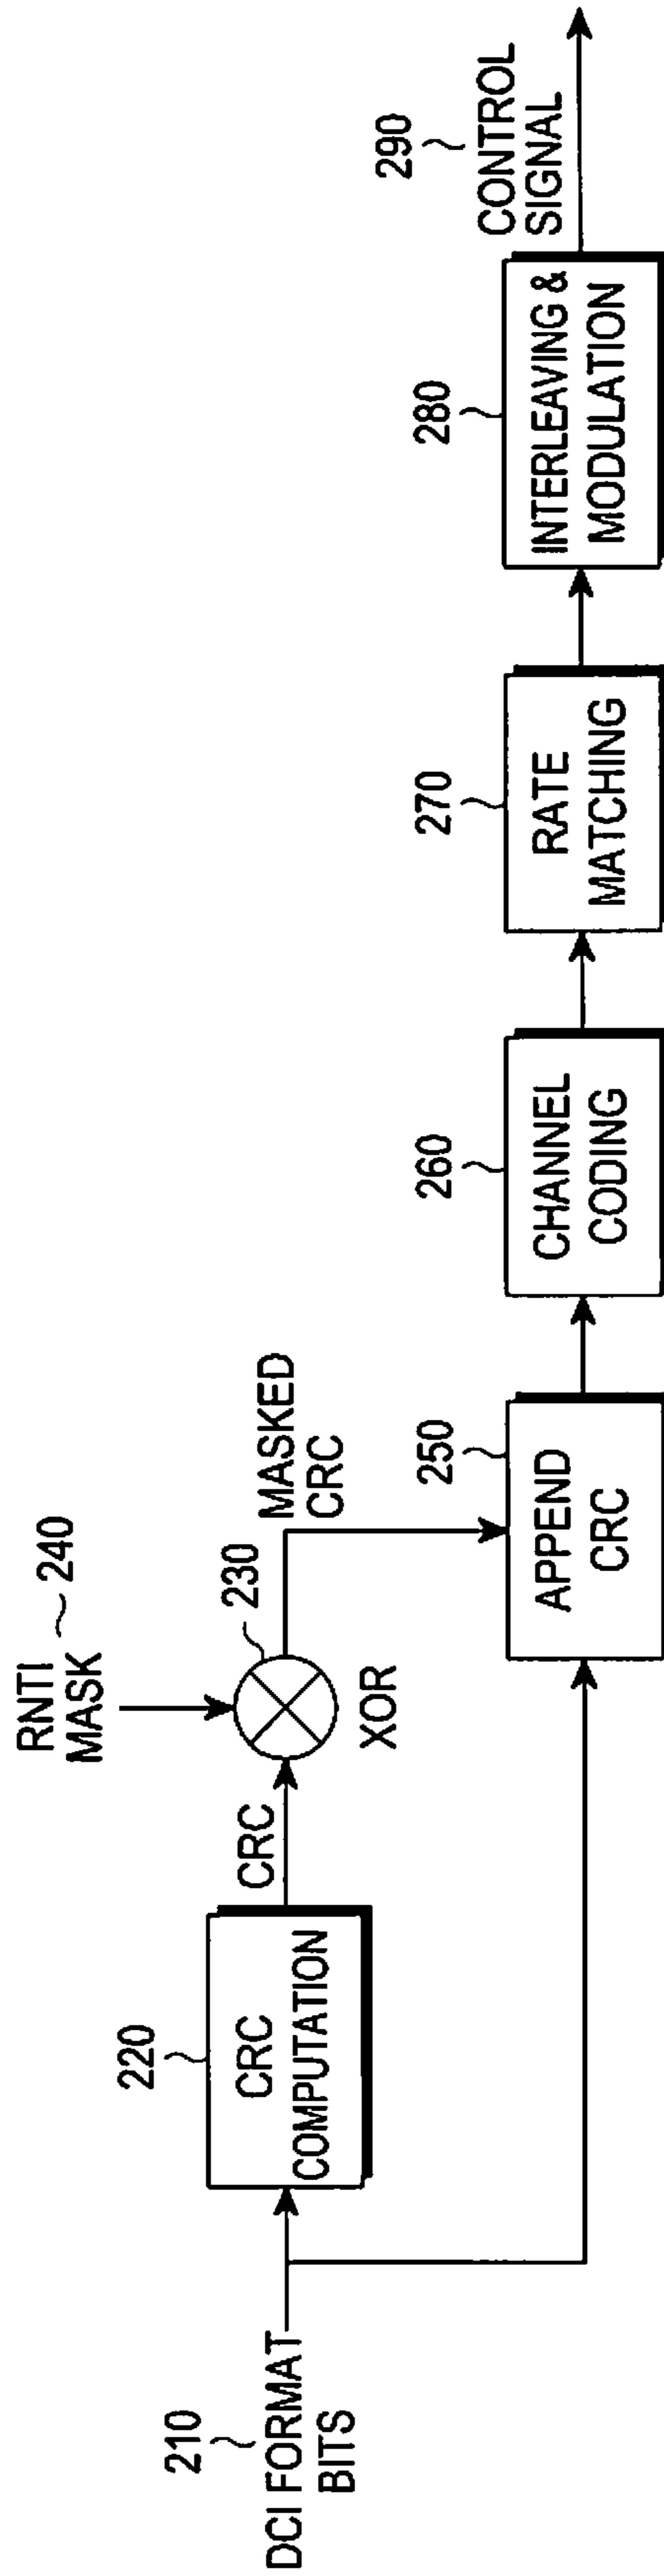 210
DCI FORMAT
BITS
220
CRC
COMPUTATION
CRC
RNTI
MASK
240
230
XOR
MASKED
CRC
250
APPEND
CRC
260
CHANNEL
CODING
270
RATE
MATCHING
280
INTERLEAVING &
MODULATION
290
CONTROL
SIGNAL